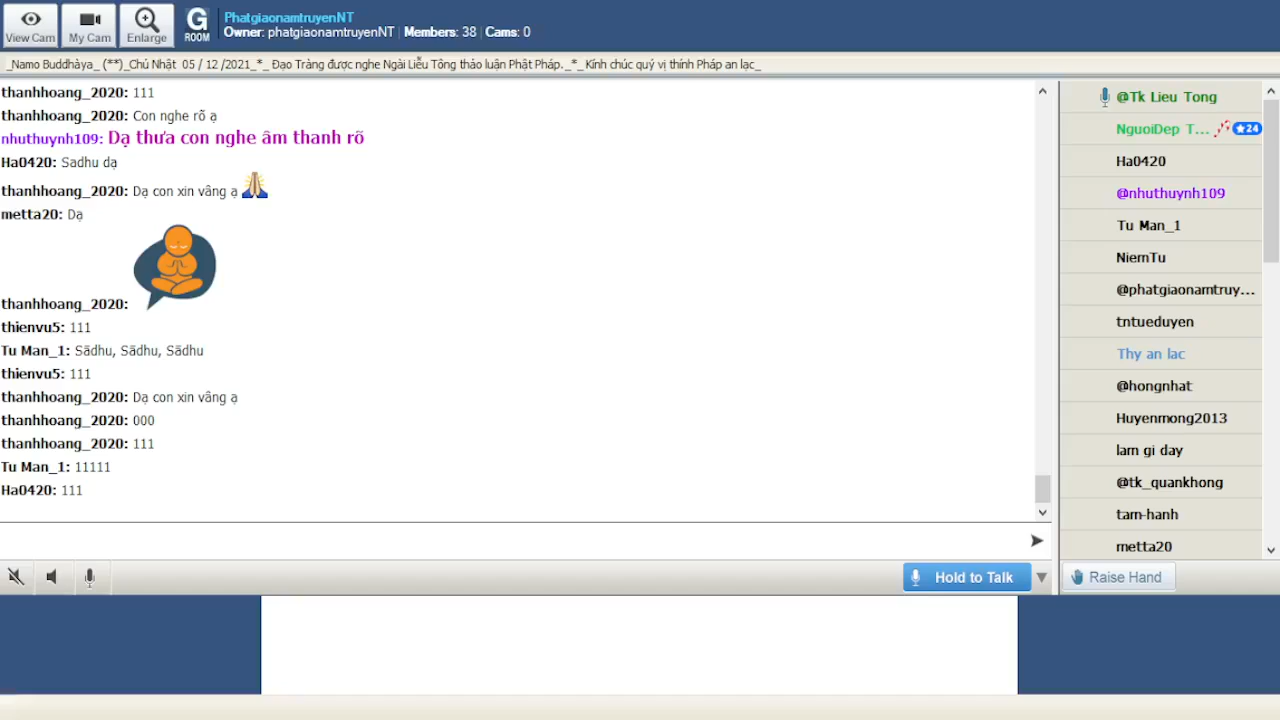 View Cam
My Cam
Enlarge
G
ROOM
PhatgiaonamtruyenNT
Owner: phatgiaonamtruyenNT | Members: 38 | Cams: 0
_Namo Buddhàya_ (**)_Chủ Nhật 05 / 12 /2021_*_ Đạo Tràng được nghe Ngài Liễu Tông thảo luận Phật Pháp._*_Kính chúc quý vị thính Pháp an lạc_
thanhhoang_2020: 111
thanhhoang_2020: Con nghe rõ ạ
nhuthuynh109: Dạ thưa con nghe âm thanh rõ
Ha0420: Sadhu dạ
thanhhoang_2020: Dạ con xin vâng ạ
metta20: Dạ
thanhhoang_2020:
thienvu5: 111
Tu Man_1: Sādhu, Sādhu, Sādhu
thienvu5: 111
thanhhoang_2020: Dạ con xin vâng ạ
thanhhoang_2020: 000
thanhhoang_2020: 111
Tu Man_1: 11111
Ha0420: 111
@Tk Lieu Tong
NguoiDep T... 24
Ha0420
@nhuthuynh109
Tu Man_1
NiemTu
@phatgiaonamtruy...
tntueduyen
Thy an lac
@hongnhat
Huyenmong2013
lam gi day
@tk_quankhong
tam-hanh
metta20
Hold to Talk
Raise Hand